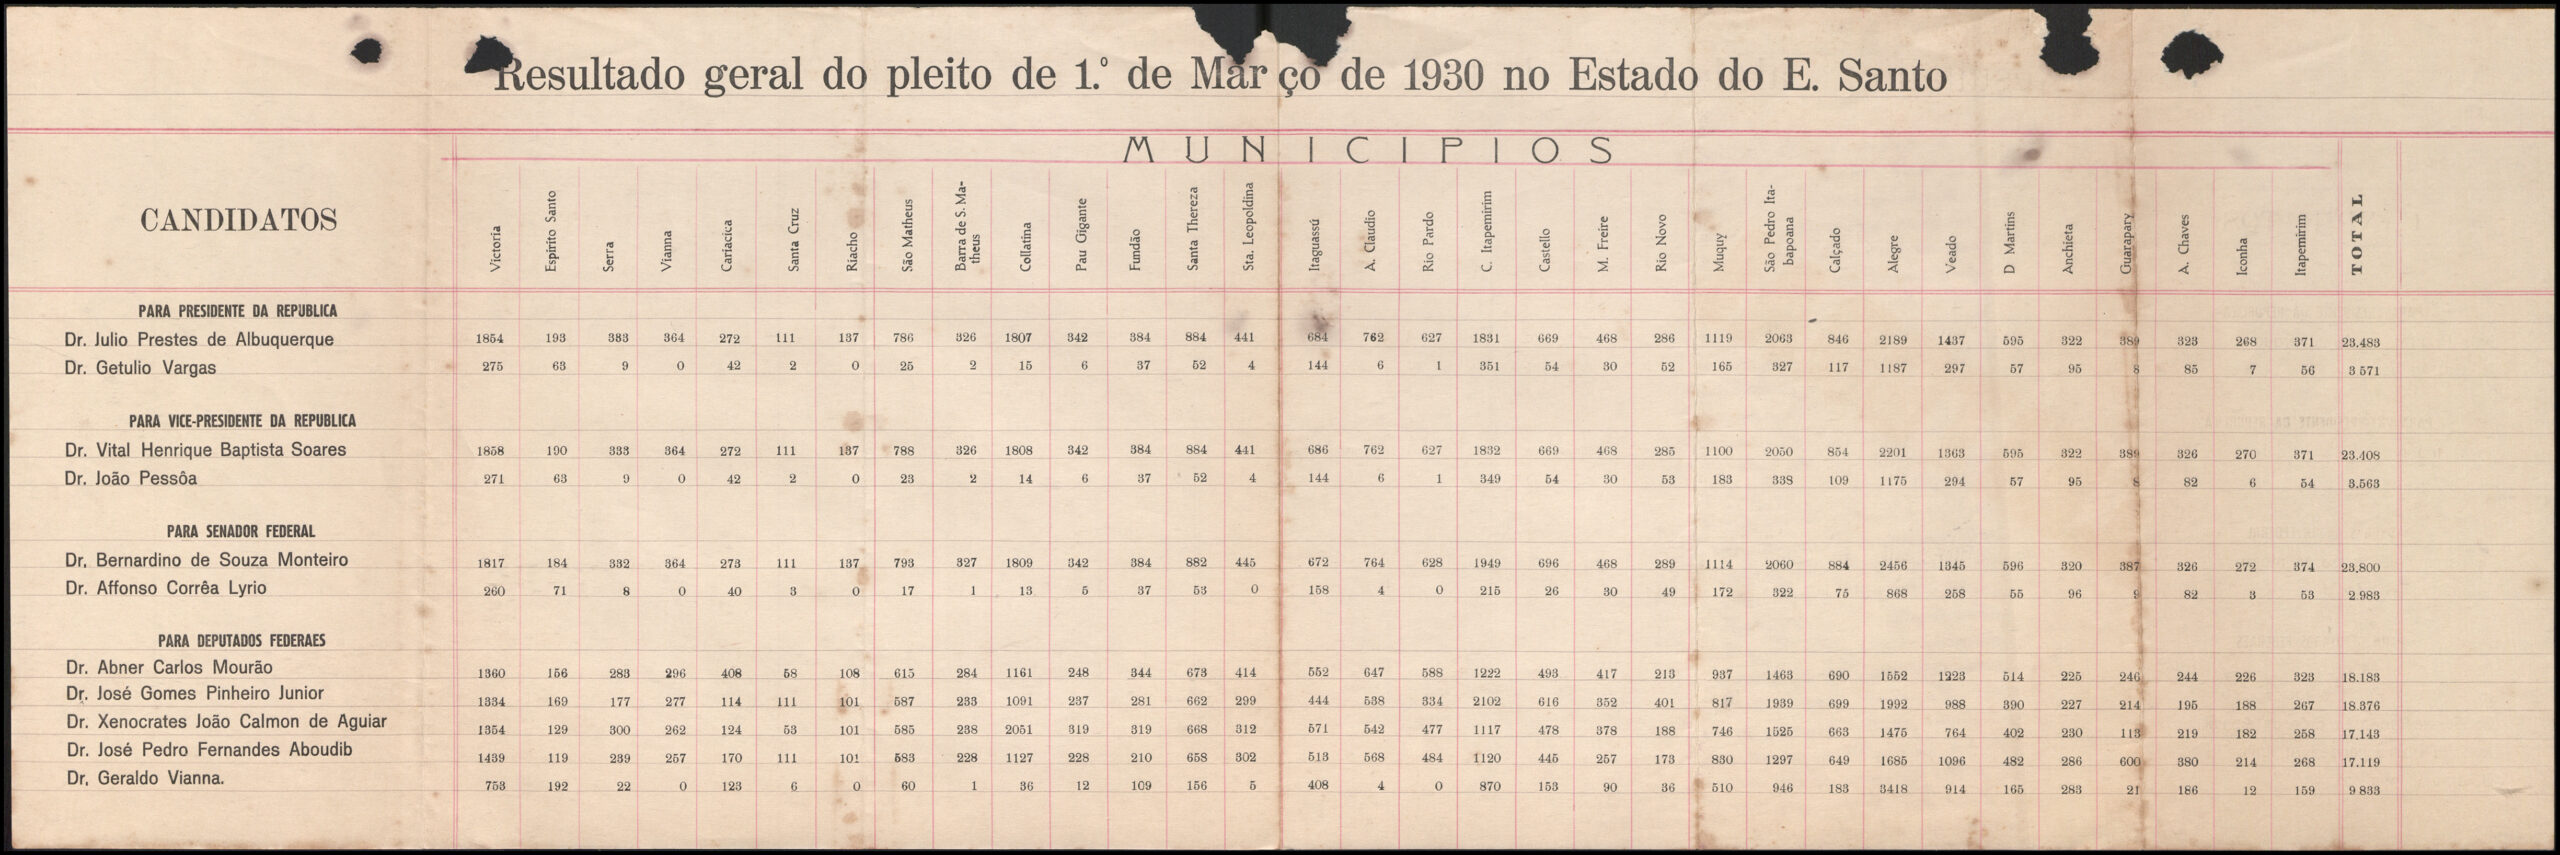 Resultado geral do pleito de 1.º de Março de 1930 no Estado do E. Santo
MUNICIPIOS
CANDIDATOS Victoria Espirito Santo Serra Vianna Cariacica Santa Cruz Riacho São Matheus Barra de S. Ma-theus Collatina Pau Gigante Fundão Santa Thereza Sta. Leopoldina Itaguassú A. Claudio Rio Pardo C. Itapemirim Castello M. Freire Rio Novo Muquy São Pedro Ita-bapoana Calçado Alegre Veado D Martins Anchieta Guarapary A. Chaves Iconha Itapemirim TOTAL
PARA PRESIDENTE DA REPUBLICA
Dr. Julio Prestes de Albuquerque 1854 193 333 364 272 111 137 786 326 1807 342 384 884 441 684 762 627 1831 669 468 286 1119 2063 846 2189 1437 595 322 389 323 268 371 23.483
Dr. Getulio Vargas 275 63 9 0 42 2 0 25 2 15 6 37 52 4 144 6 1 351 54 30 52 165 327 117 1187 297 57 95 8 85 7 56 3 571
PARA VICE-PRESIDENTE DA REPUBLICA
Dr. Vital Henrique Baptista Soares 1858 190 333 364 272 111 137 788 326 1808 342 384 884 441 686 762 627 1832 669 468 285 1100 2050 854 2201 1363 595 322 389 326 270 371 23.408
Dr. João Pessôa 271 63 9 0 42 2 0 23 2 14 6 37 52 4 144 6 1 349 54 30 53 183 338 109 1175 294 57 95 8 82 6 54 3.563
PARA SENADOR FEDERAL
Dr. Bernardino de Souza Monteiro 1817 184 332 364 273 111 137 793 327 1809 342 384 882 445 672 764 628 1949 696 468 289 1114 2060 884 2456 1345 596 320 387 326 272 374 23.800
Dr. Affonso Corrêa Lyrio 260 71 8 0 40 3 0 17 1 13 5 37 53 0 158 4 0 215 26 30 49 172 322 75 868 258 55 96 9 82 3 53 2.983
PARA DEPUTADOS FEDERAES
Dr. Abner Carlos Mourão 1360 156 283 296 408 58 108 615 284 1161 248 344 673 414 552 647 588 1222 493 417 213 937 1463 690 1552 1223 514 225 246 244 226 323 18.183
Dr. José Gomes Pinheiro Junior 1334 169 177 277 114 111 101 587 233 1091 237 281 662 299 444 538 334 2102 616 352 401 817 1939 699 1992 988 390 227 214 195 188 267 18.376
Dr. Xenocrates João Calmon de Aguiar 1354 129 300 262 124 53 101 585 238 2051 319 319 668 312 571 542 477 1117 478 378 188 746 1525 663 1475 764 402 230 113 219 182 258 17.143
Dr. José Pedro Fernandes Aboudib 1439 119 239 257 170 111 101 583 228 1127 228 210 658 302 513 568 484 1120 445 257 173 830 1297 649 1685 1096 482 286 600 380 214 268 17.119
Dr. Geraldo Vianna. 753 192 22 0 123 6 0 60 1 36 12 109 156 5 408 4 0 870 153 90 36 510 946 183 3418 914 165 283 21 186 12 159 9 833